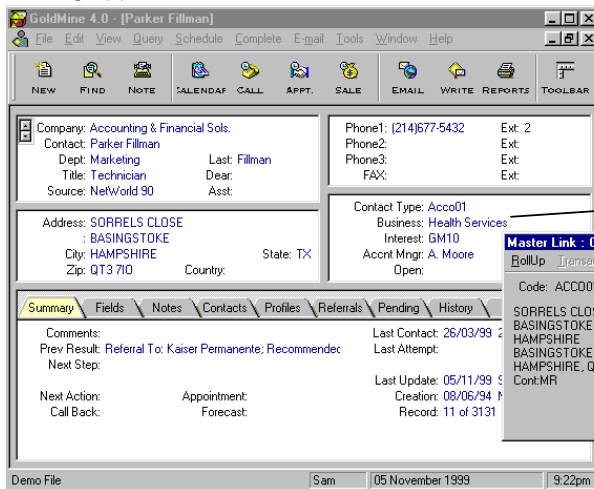 GoldMine 4.0 - [Parker Fillman]
File Edit View Query Schedule Complete E-mail Tools Window Help
NEW FIND NOTE CALENDAR CALL APPT. SALE EMAIL WRITE REPORTS TOOLBAR
Company: Accounting & Financial Sols.
Contact: Parker Fillman
Dept: Marketing Last: Fillman
Title: Technician Dear:
Source: NetWorld 90 Asst:
Phone1: (214)677-5432 Ext: 2
Phone2: Ext:
Phone3: Ext:
FAX: Ext:
Address: SORRELS CLOSE
: BASINGSTOKE
City: HAMPSHIRE State: TX
Zip: QT3 7IO Country:
Contact Type: Acco01
Business: Health Services
Interest: GM10
Accnt Mngr: A. Moore
Open:
Master Link :
RollUp
Code: ACCO0
SORRELS CLOS
BASINGSTOKE
HAMPSHIRE
BASINGSTOKE
HAMPSHIRE, Q
Cont:MR
Summary Fields Notes Contacts Profiles Referrals Pending History
Comments:
Prev Result: Referral To: Kaiser Permanente; Recommended
Next Step:
Next Action: Appointment:
Call Back: Forecast:
Last Contact: 26/03/99 2
Last Attempt:
Last Update: 05/11/99 9
Creation: 08/06/94
Record: 11 of 3131
Demo File Sam 05 November 1999 9:22pm